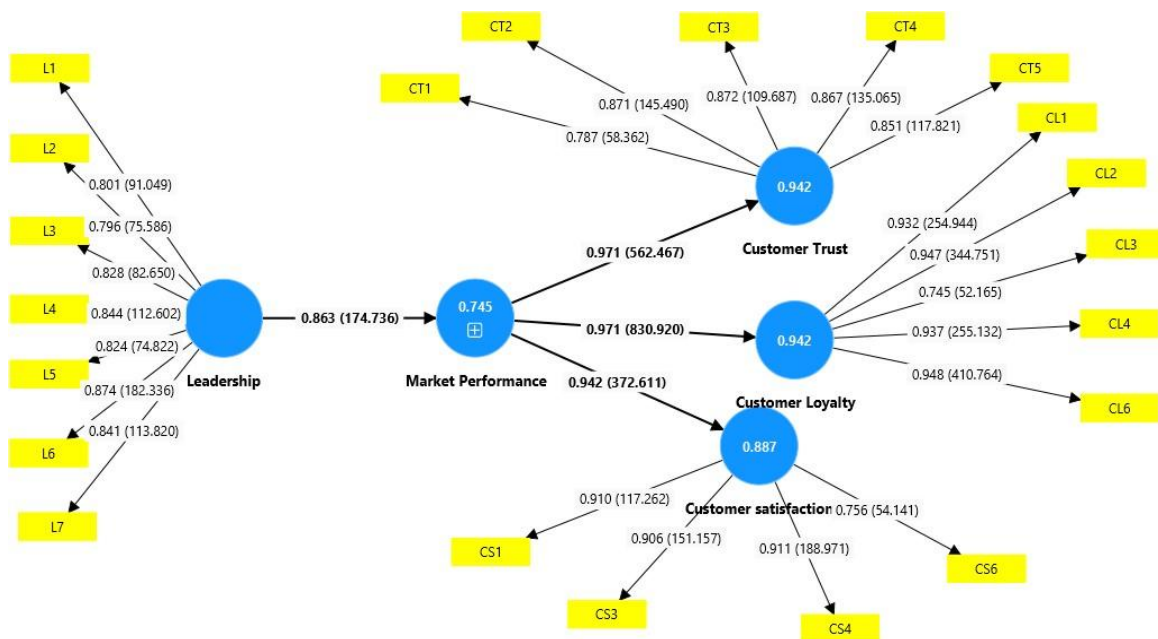 L1
L2
L3
L4
L5
L6
L7
0.801 (91.049)
0.796 (75.586)
0.828 (82.650)
0.844 (112.602)
0.824 (74.822)
0.874 (182.336)
0.841 (113.820)
Leadership
0.863 (174.736)
0.745
Market Performance
0.971 (562.467)
0.971 (830.920)
0.942 (372.611)
CT1
CT2
CT3
CT4
CT5
0.787 (58.362)
0.871 (145.490)
0.872 (109.687)
0.867 (135.065)
0.851 (117.821)
0.942
Customer Trust
CL1
CL2
CL3
CL4
CL6
0.932 (254.944)
0.947 (344.751)
0.745 (52.165)
0.937 (255.132)
0.948 (410.764)
0.942
Customer Loyalty
0.887
Customer satisfaction
0.910 (117.262)
0.906 (151.157)
0.911 (188.971)
0.756 (54.141)
CS1
CS3
CS4
CS6